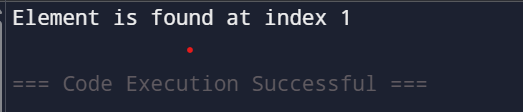 Element is found at index 1
=== Code Execution Successful ===